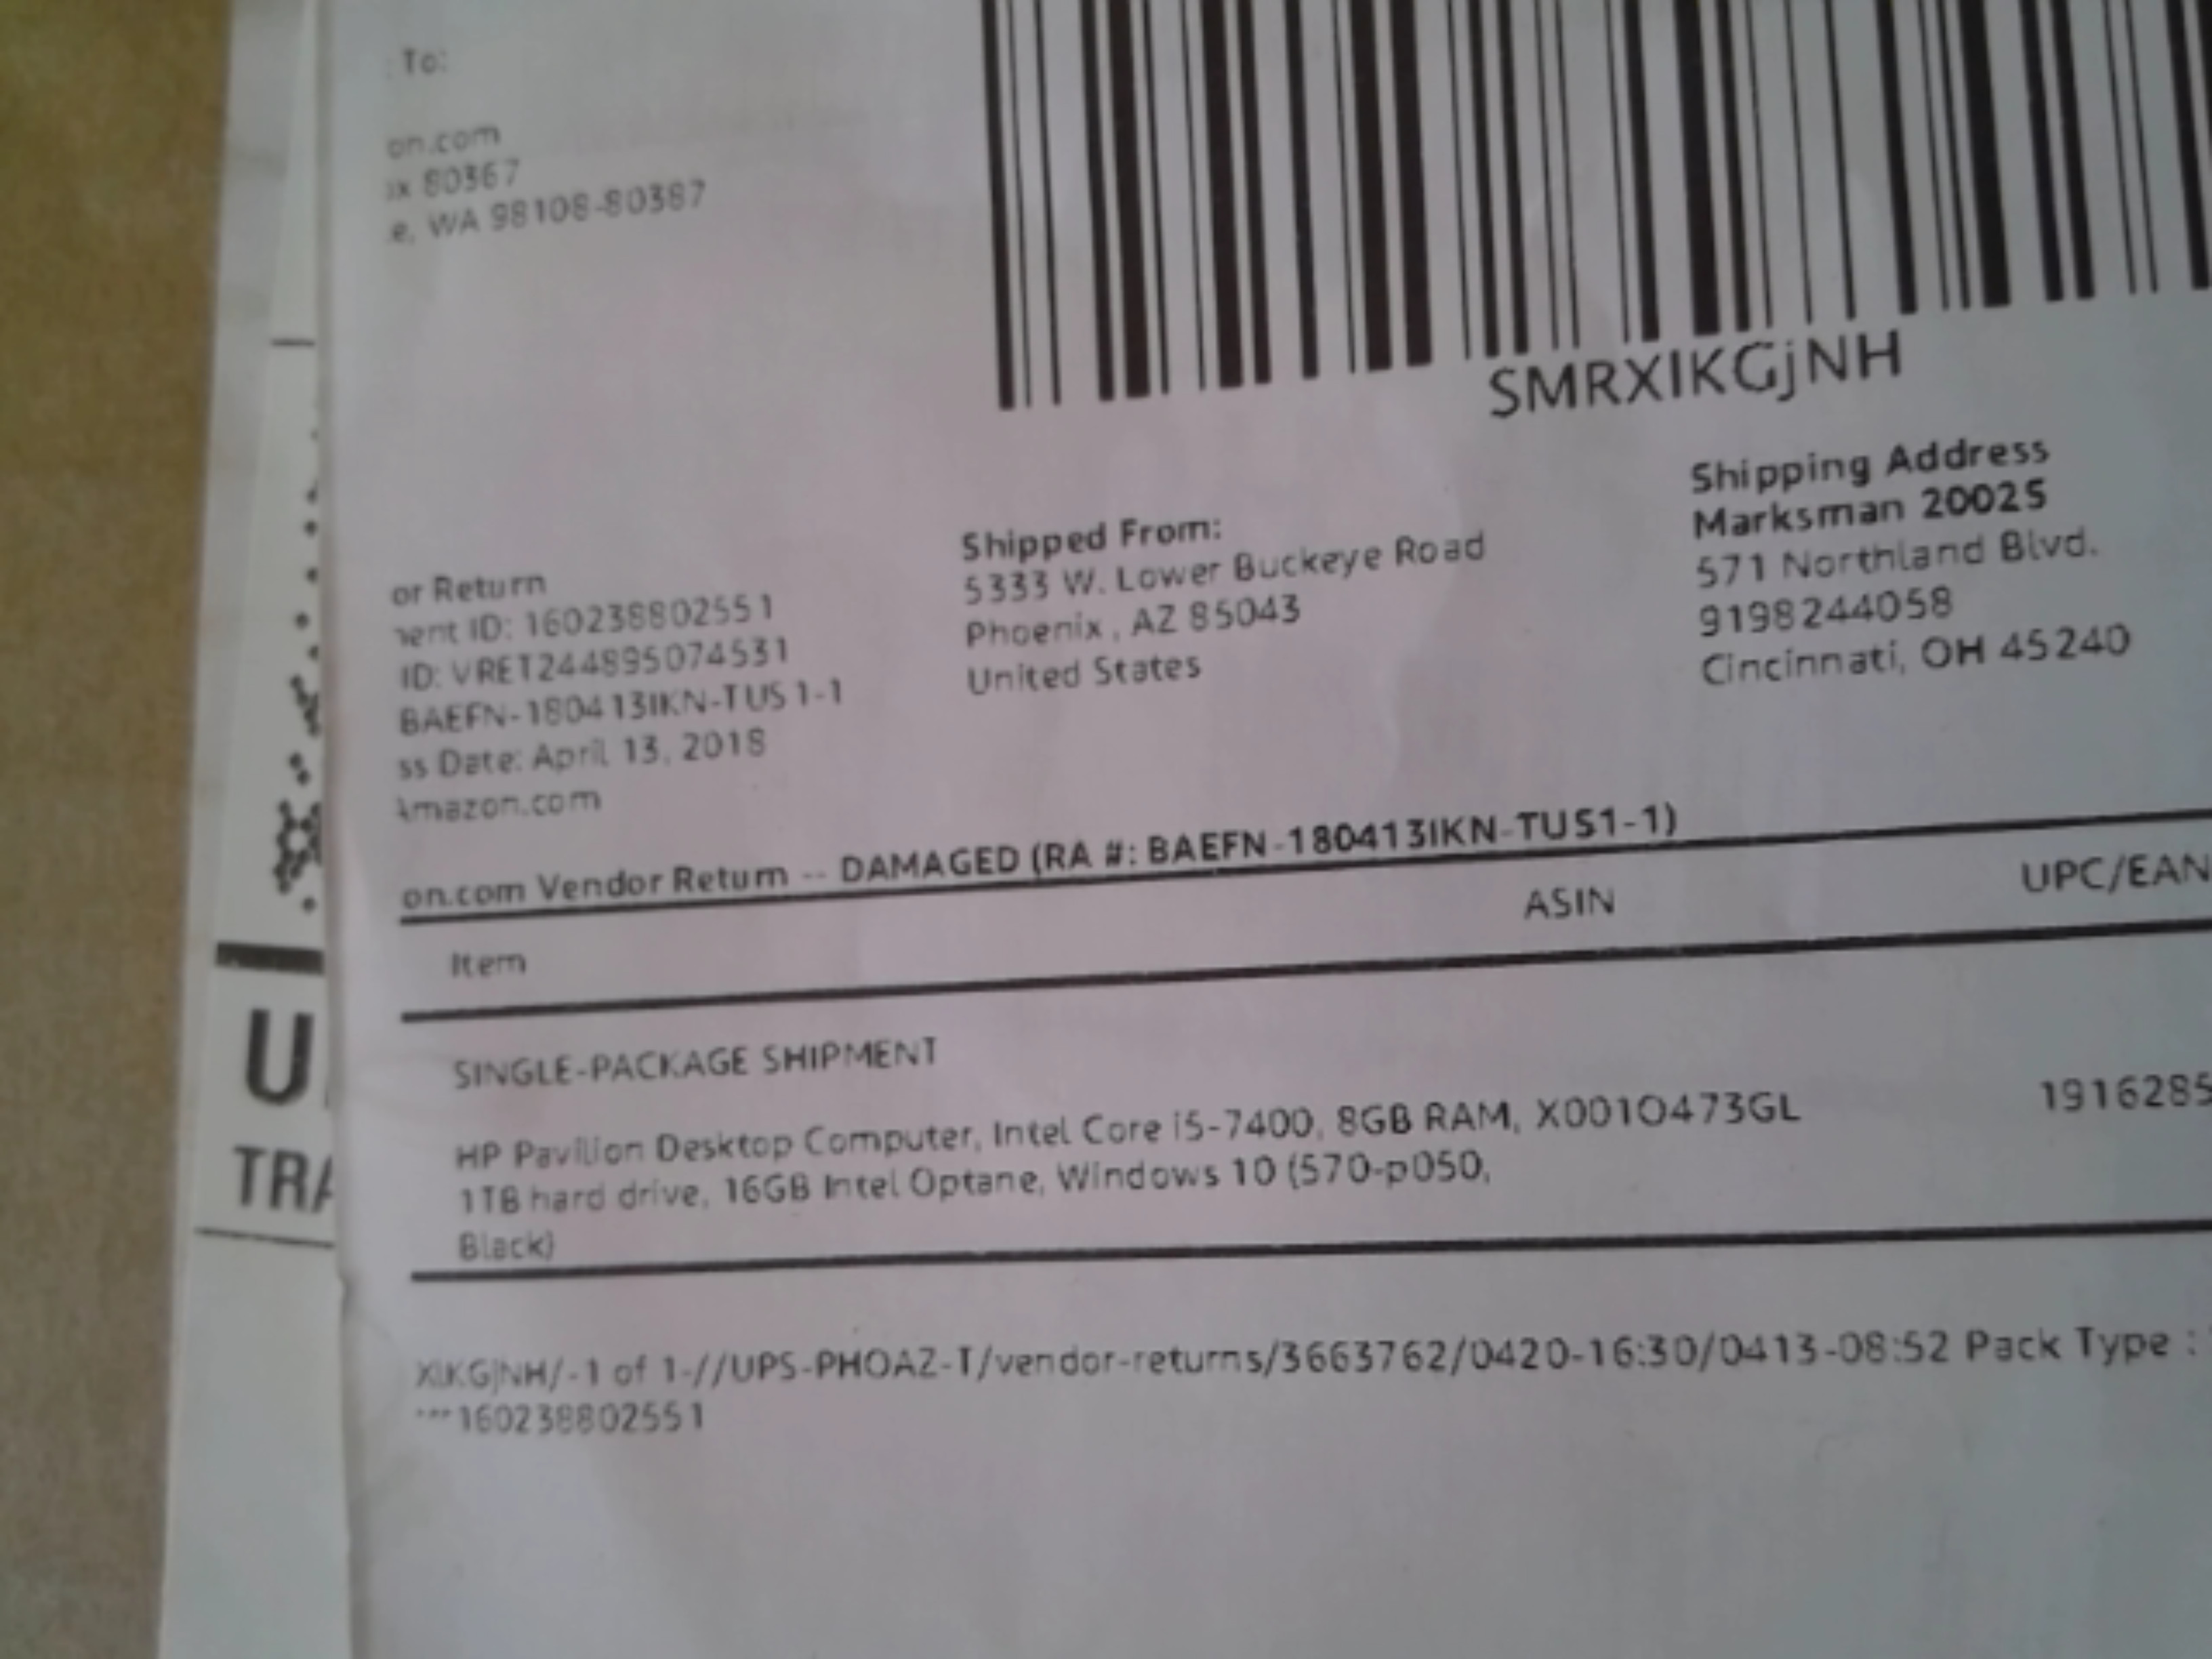 To:
on.com
ox 80367
e, WA 98108-80387
SMRXIKGjNH
or Return
ment ID: 160238802551
ID: VRET244895074531
BAEFN-180413IKN-TUS1-1
ss Date: April 13, 2018
Amazon.com
Shipped From:
5333 W. Lower Buckeye Road
Phoenix, AZ 85043
United States
Shipping Address
Marksman 20025
571 Northland Blvd.
9198244058
Cincinnati, OH 45240
on.com Vendor Return -- DAMAGED (RA #: BAEFN-180413IKN-TUS1-1)
Item ASIN UPC/EAN
SINGLE-PACKAGE SHIPMENT
HP Pavilion Desktop Computer, Intel Core i5-7400, 8GB RAM, X001O473GL 1916285
1TB hard drive, 16GB Intel Optane, Windows 10 (570-p050,
Black)
XIKGjNH/-1 of 1-//UPS-PHOAZ-T/vendor-returns/3663762/0420-16:30/0413-08:52 Pack Type :
***160238802551
U
TRA